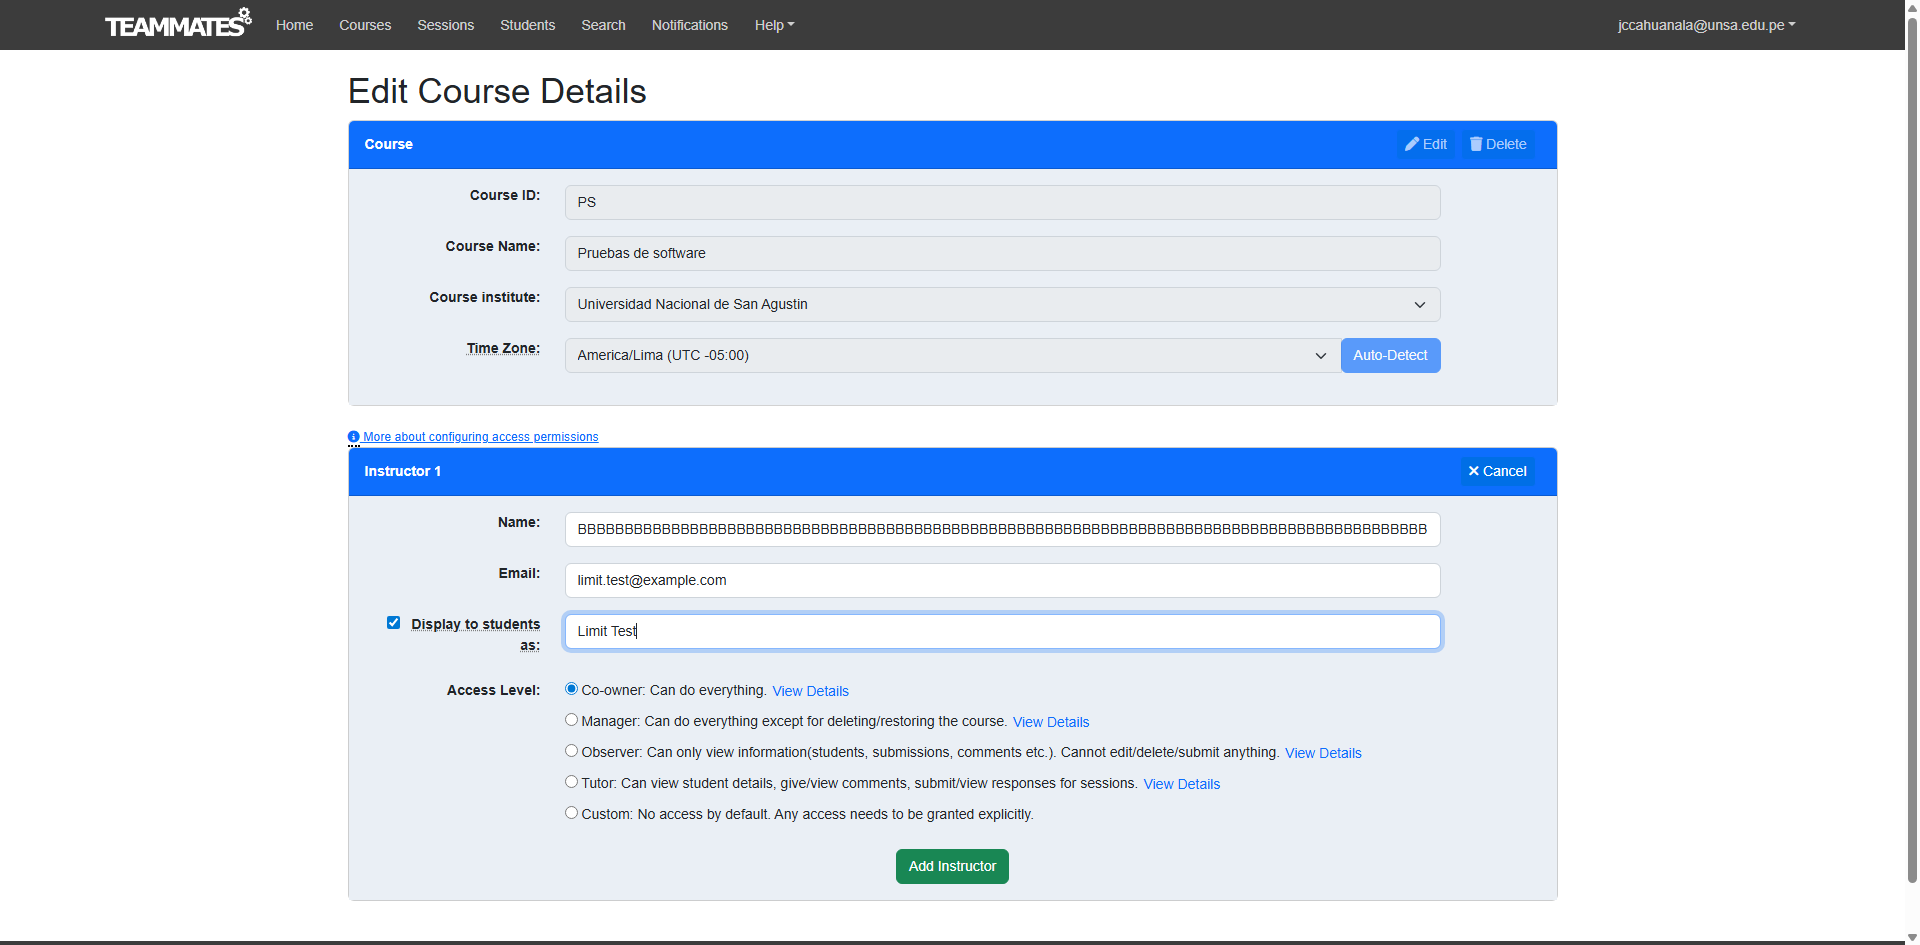 TEAMMATES Home Courses Sessions Students Search Notifications Help jccahuanala@unsa.edu.pe
Edit Course Details
Course Edit Delete
Course ID: PS
Course Name: Pruebas de software
Course institute: Universidad Nacional de San Agustin
Time Zone: America/Lima (UTC -05:00) Auto-Detect
More about configuring access permissions
Instructor 1 Cancel
Name:
Email: limit.test@example.com
Display to students as: Limit Test
Access Level: Co-owner: Can do everything. View Details
Manager: Can do everything except for deleting/restoring the course. View Details
Observer: Can only view information(students, submissions, comments etc.). Cannot edit/delete/submit anything. View Details
Tutor: Can view student details, give/view comments, submit/view responses for sessions. View Details
Custom: No access by default. Any access needs to be granted explicitly.
Add Instructor